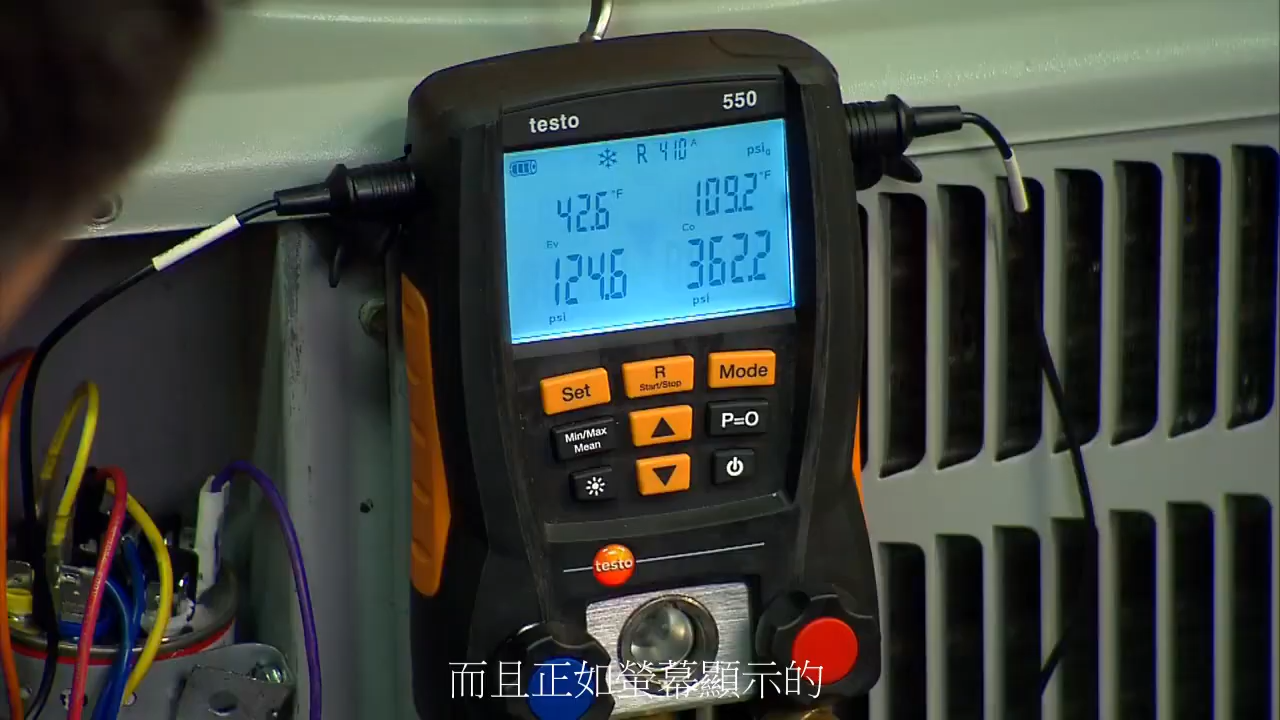 testo 550
R 410A psig
42.6 °F 109.2 °F
Ev Co
124.6 362.2
psi psi
Set R Start/Stop Mode
Min/Max Mean P=O
testo
而且正如螢幕顯示的